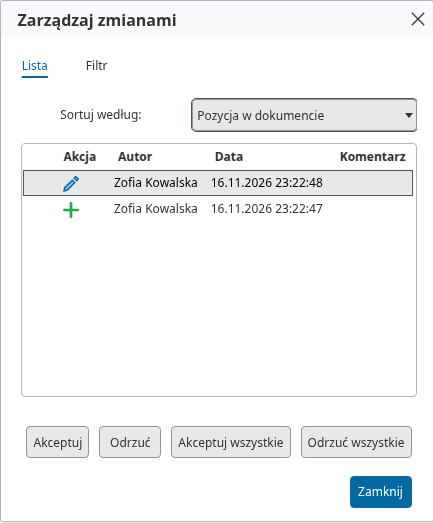 Zarządzaj zmianami
Lista Filtr
Sortuj według: Pozycja w dokumencie
Akcja Autor Data Komentarz
Zofia Kowalska 16.11.2026 23:22:48
Zofia Kowalska 16.11.2026 23:22:47
Akceptuj Odrzuć Akceptuj wszystkie Odrzuć wszystkie
Zamknij